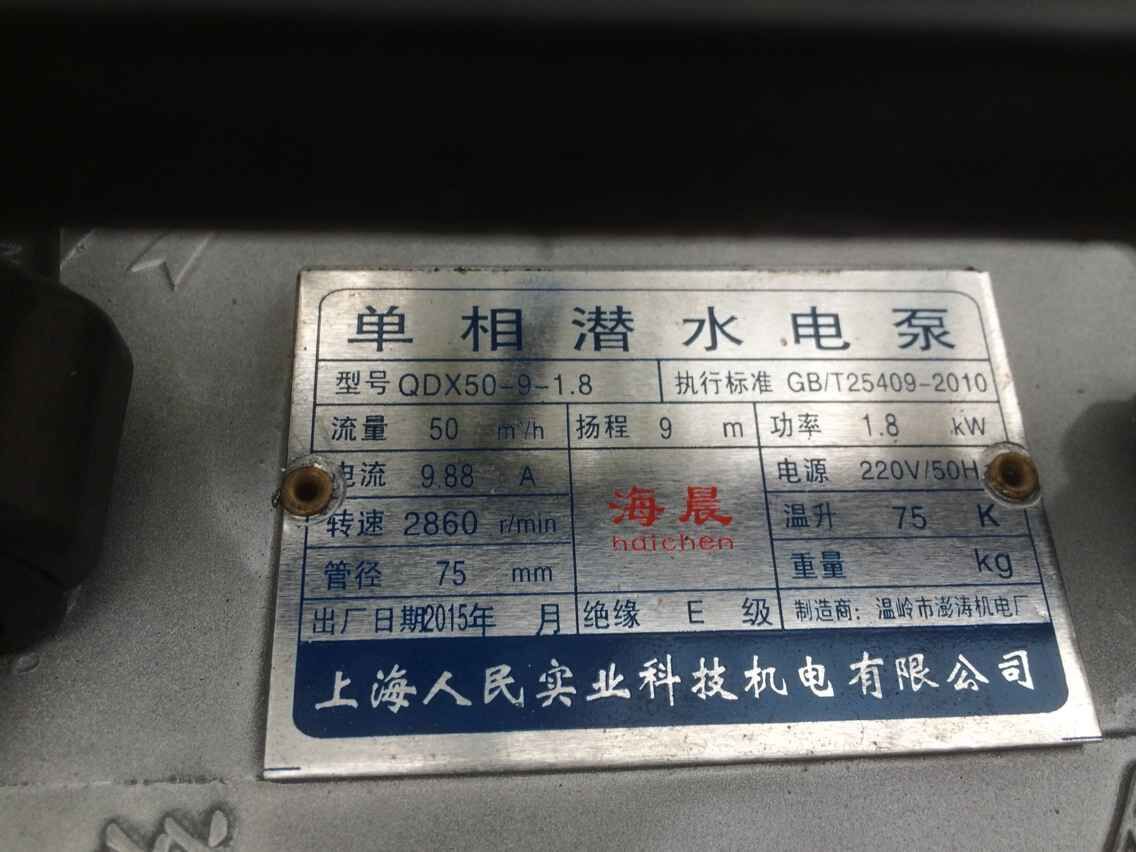 单相潜水电泵
型号 QDX50-9-1.8 执行标准 GB/T25409-2010
流量 50 m³/h 扬程 9 m 功率 1.8 kW
电流 9.88 A 电源 220V/50Hz
转速 2860 r/min 海晨 温升 75 K
haichen
管径 75 mm 重量 kg
出厂日期2015年 月 绝缘 E 级 制造商：温岭市澎涛机电厂
上海人民实业科技机电有限公司